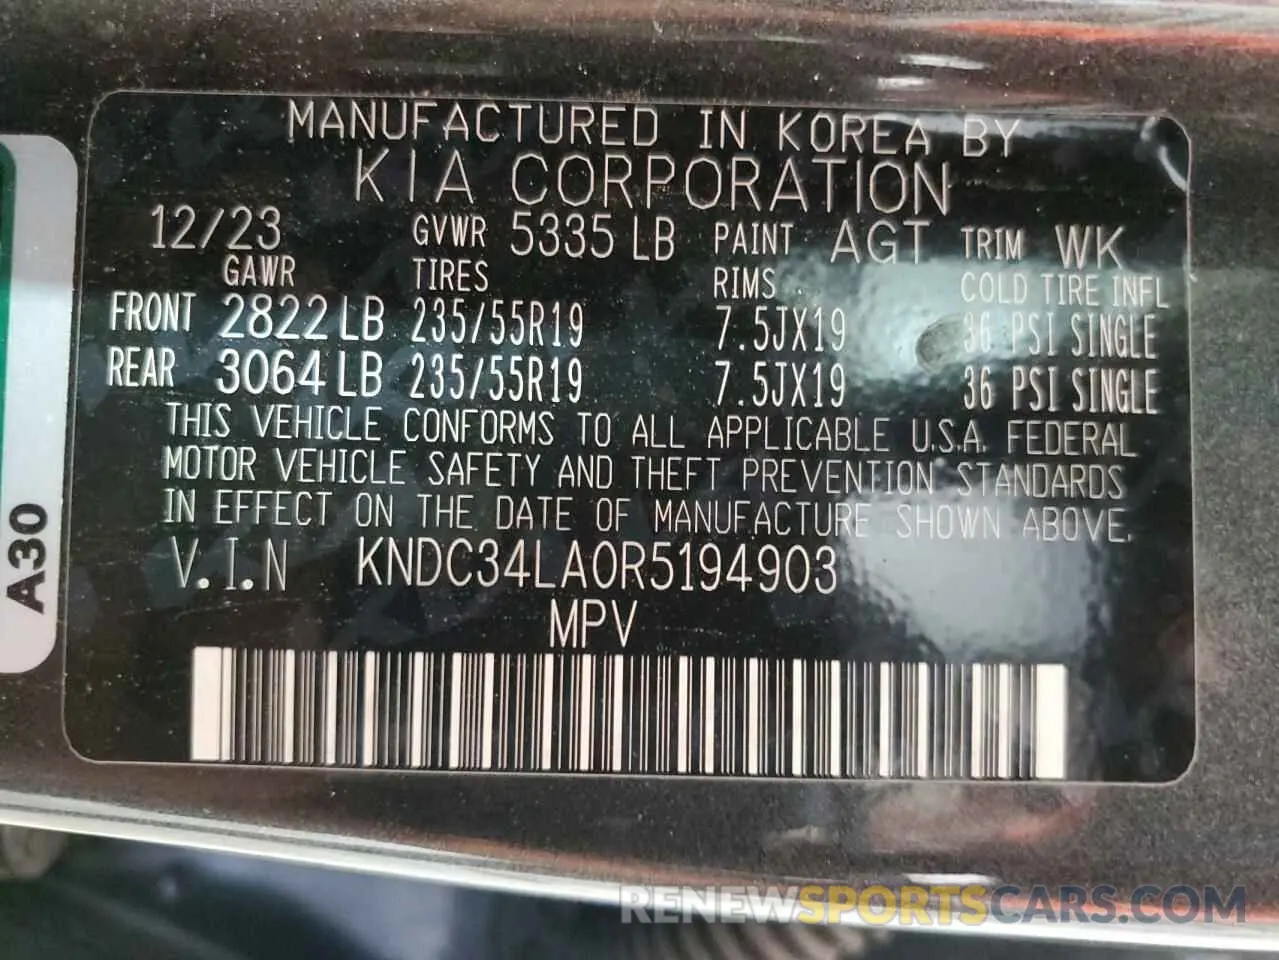 MANUFACTURED IN KOREA BY
KIA CORPORATION
12/23 GVWR 5335 LB PAINT AGT TRIM WK
GAWR TIRES RIMS COLD TIRE INFL
FRONT 2822 LB 235/55R19 7.5JX19 36 PSI SINGLE
REAR 3064 LB 235/55R19 7.5JX19 36 PSI SINGLE
THIS VEHICLE CONFORMS TO ALL APPLICABLE U.S.A. FEDERAL
MOTOR VEHICLE SAFETY AND THEFT PREVENTION STANDARDS
IN EFFECT ON THE DATE OF MANUFACTURE SHOWN ABOVE.
V.I.N KNDC34LA0R5194903
MPV
A30
RENEWSPORTSCARS.COM